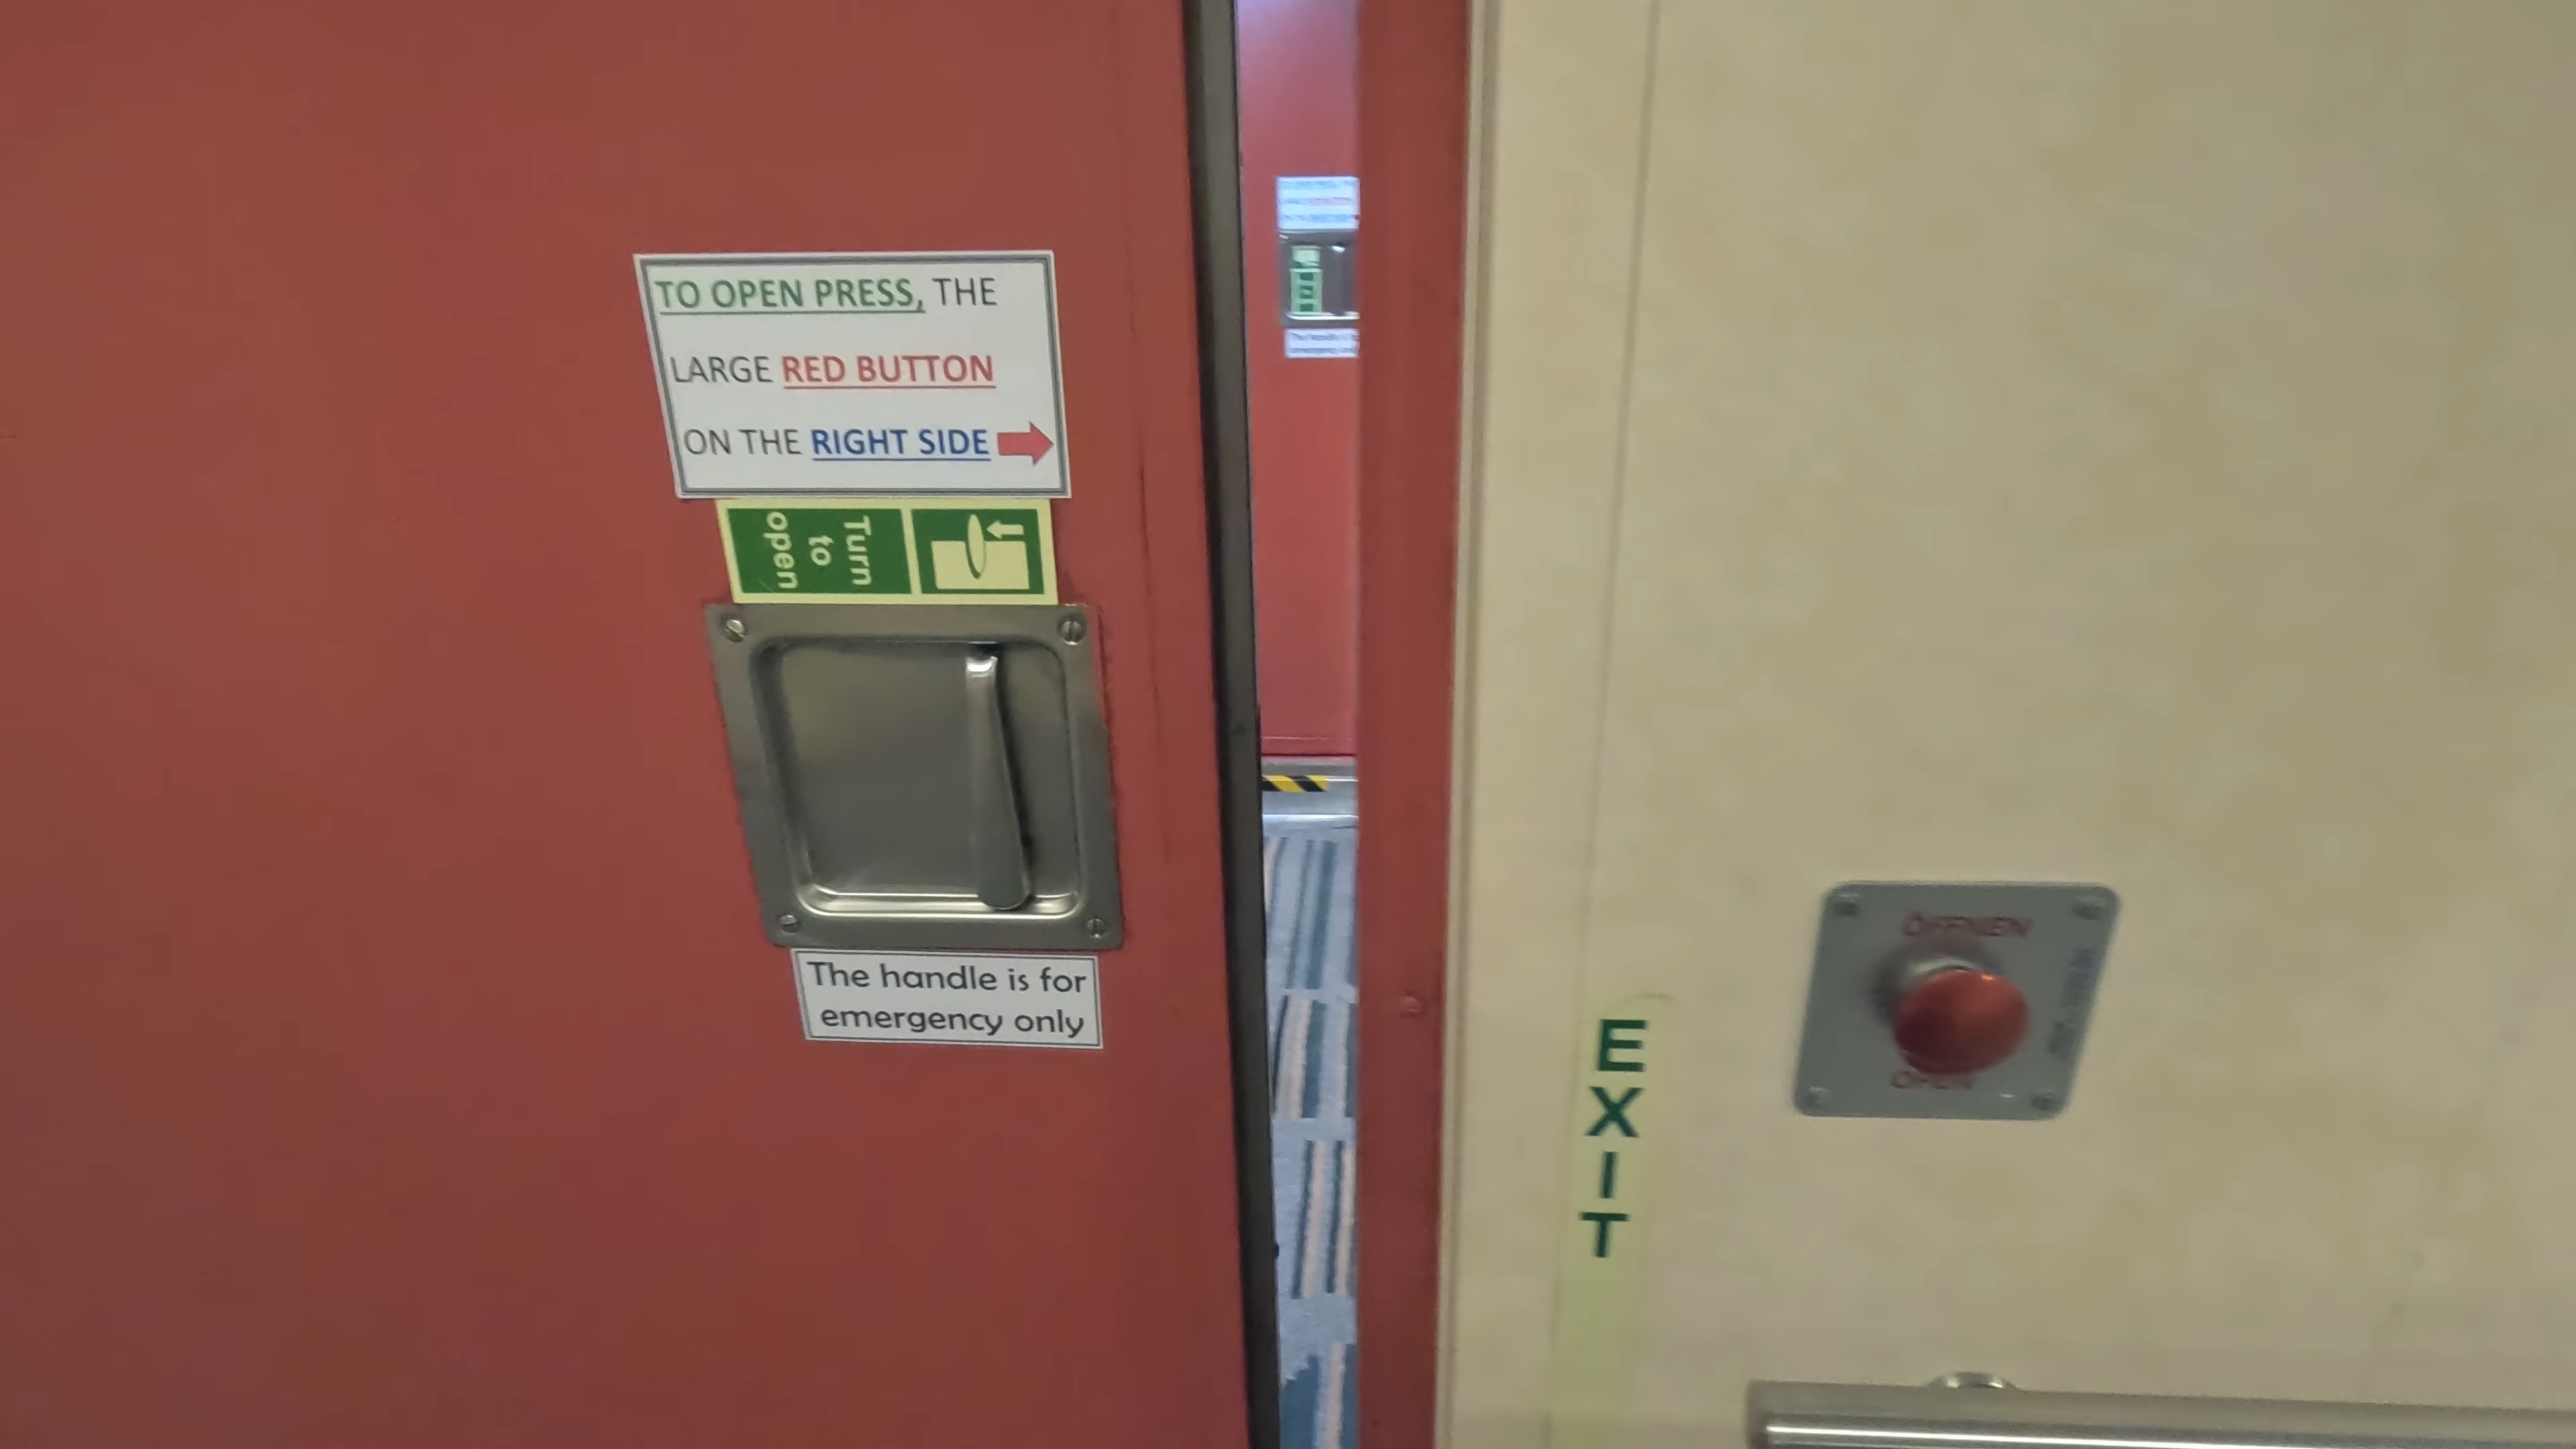 TO OPEN PRESS, THE
LARGE RED BUTTON
ON THE RIGHT SIDE
Turn
to
open
The handle is for
emergency only
EXIT
ÖFFNEN
OPEN